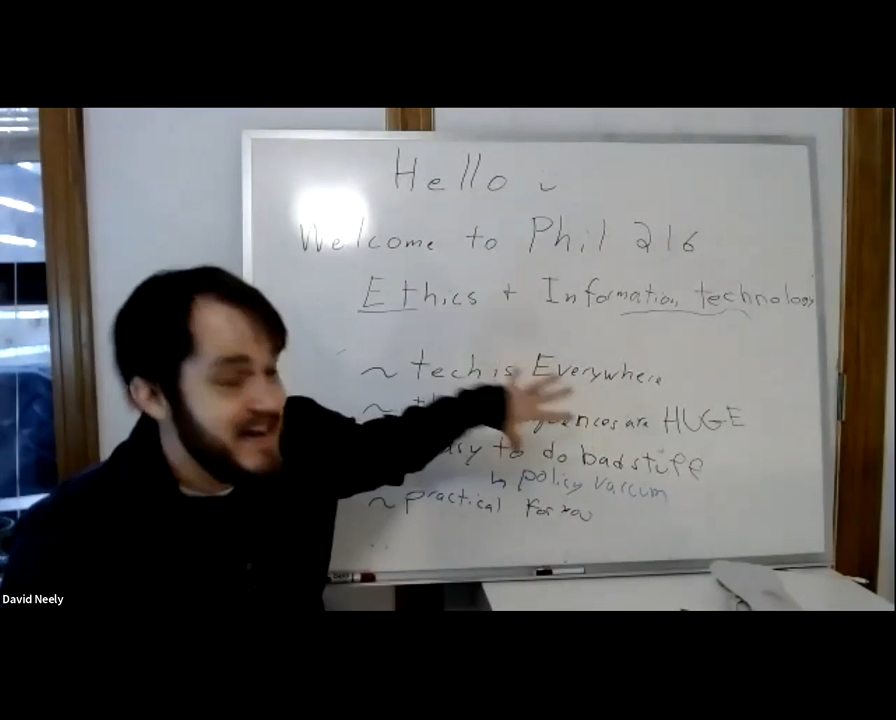 Hello
Welcome to Phil 216
Ethics + Information technology
~ tech is Everywhere
~ are HUGE
to do bad stuff
↳ policy vacuum
~ practical for you
David Neely